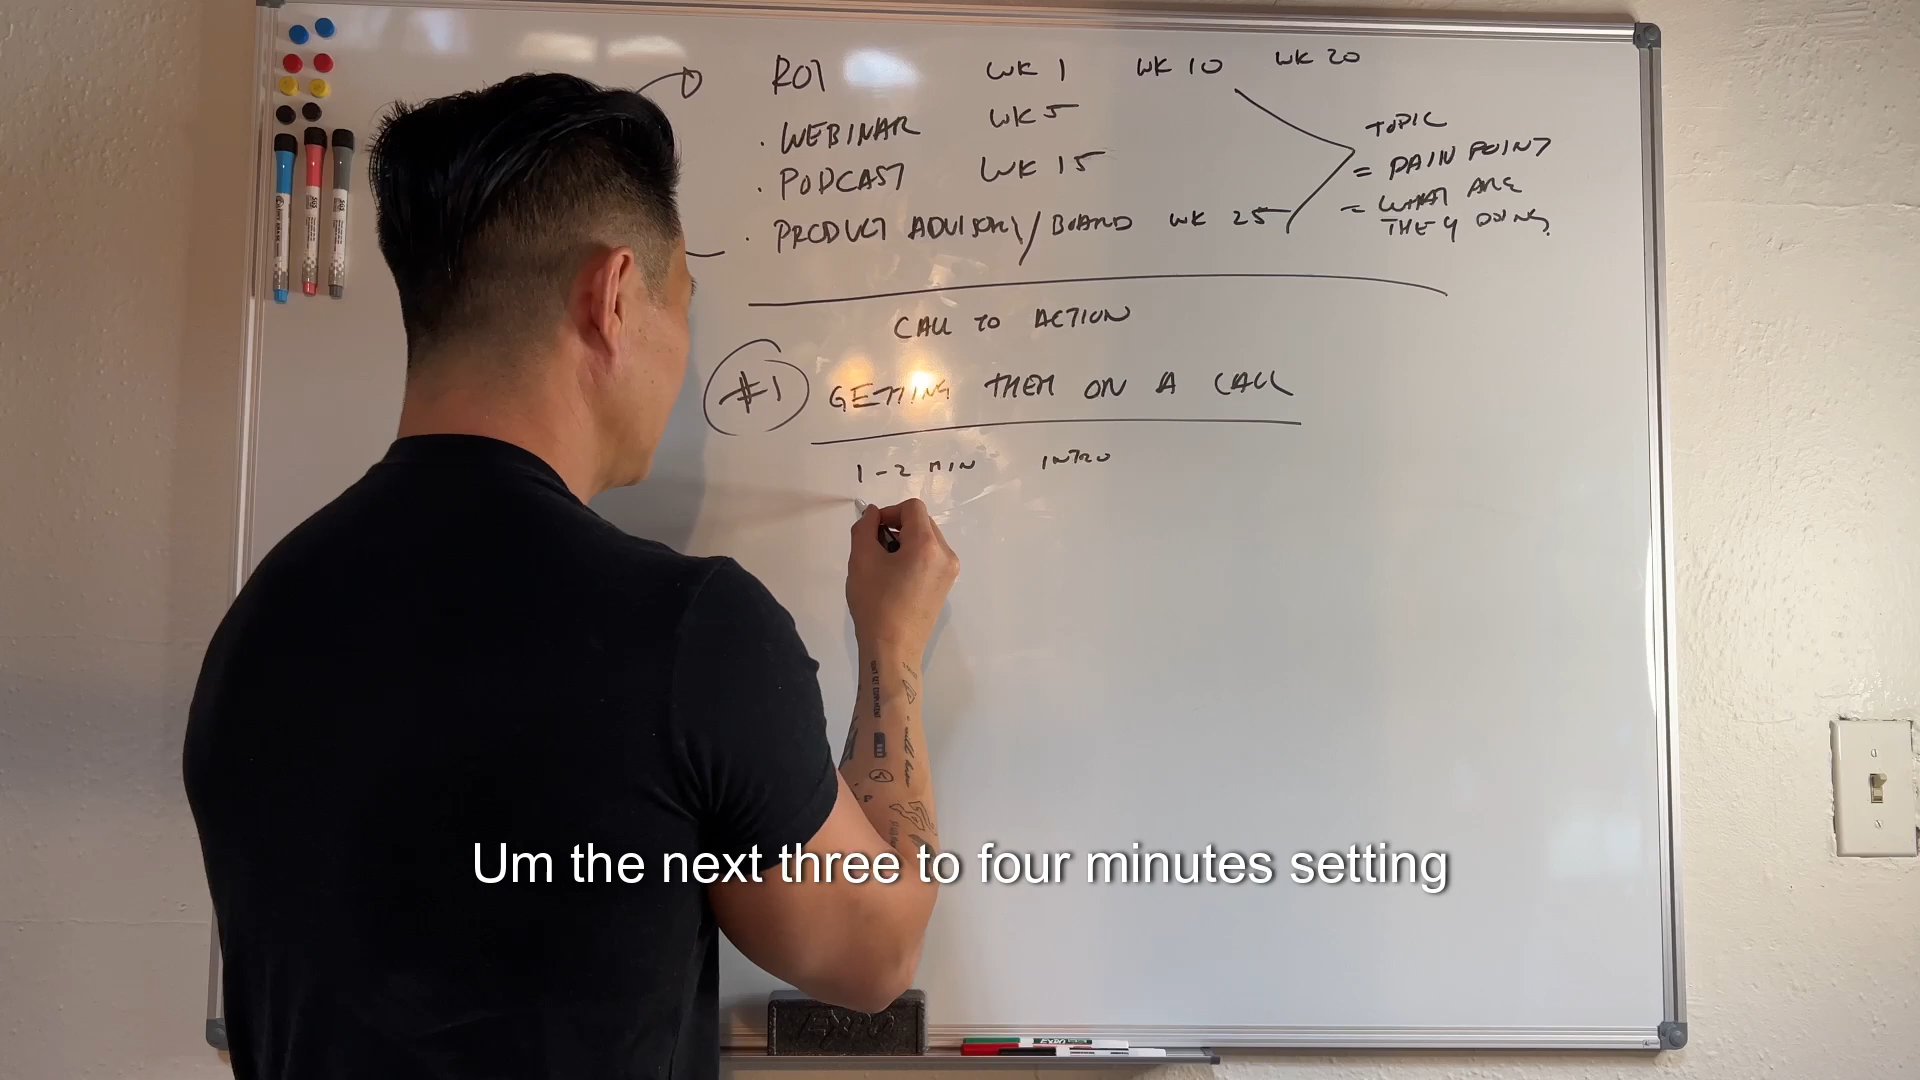 ROI WK 1 WK 10 WK 20
· WEBINAR WK 5
· PODCAST WK 15
· PRODUCT ADVISORY/BOARD WK 25
TOPIC
= PAIN POINT
= WHAT ARE
THEY DOING
CALL TO ACTION
#1 GETTING THEM ON A CALL
1-2 MIN INTRO
Um the next three to four minutes setting
EXPO